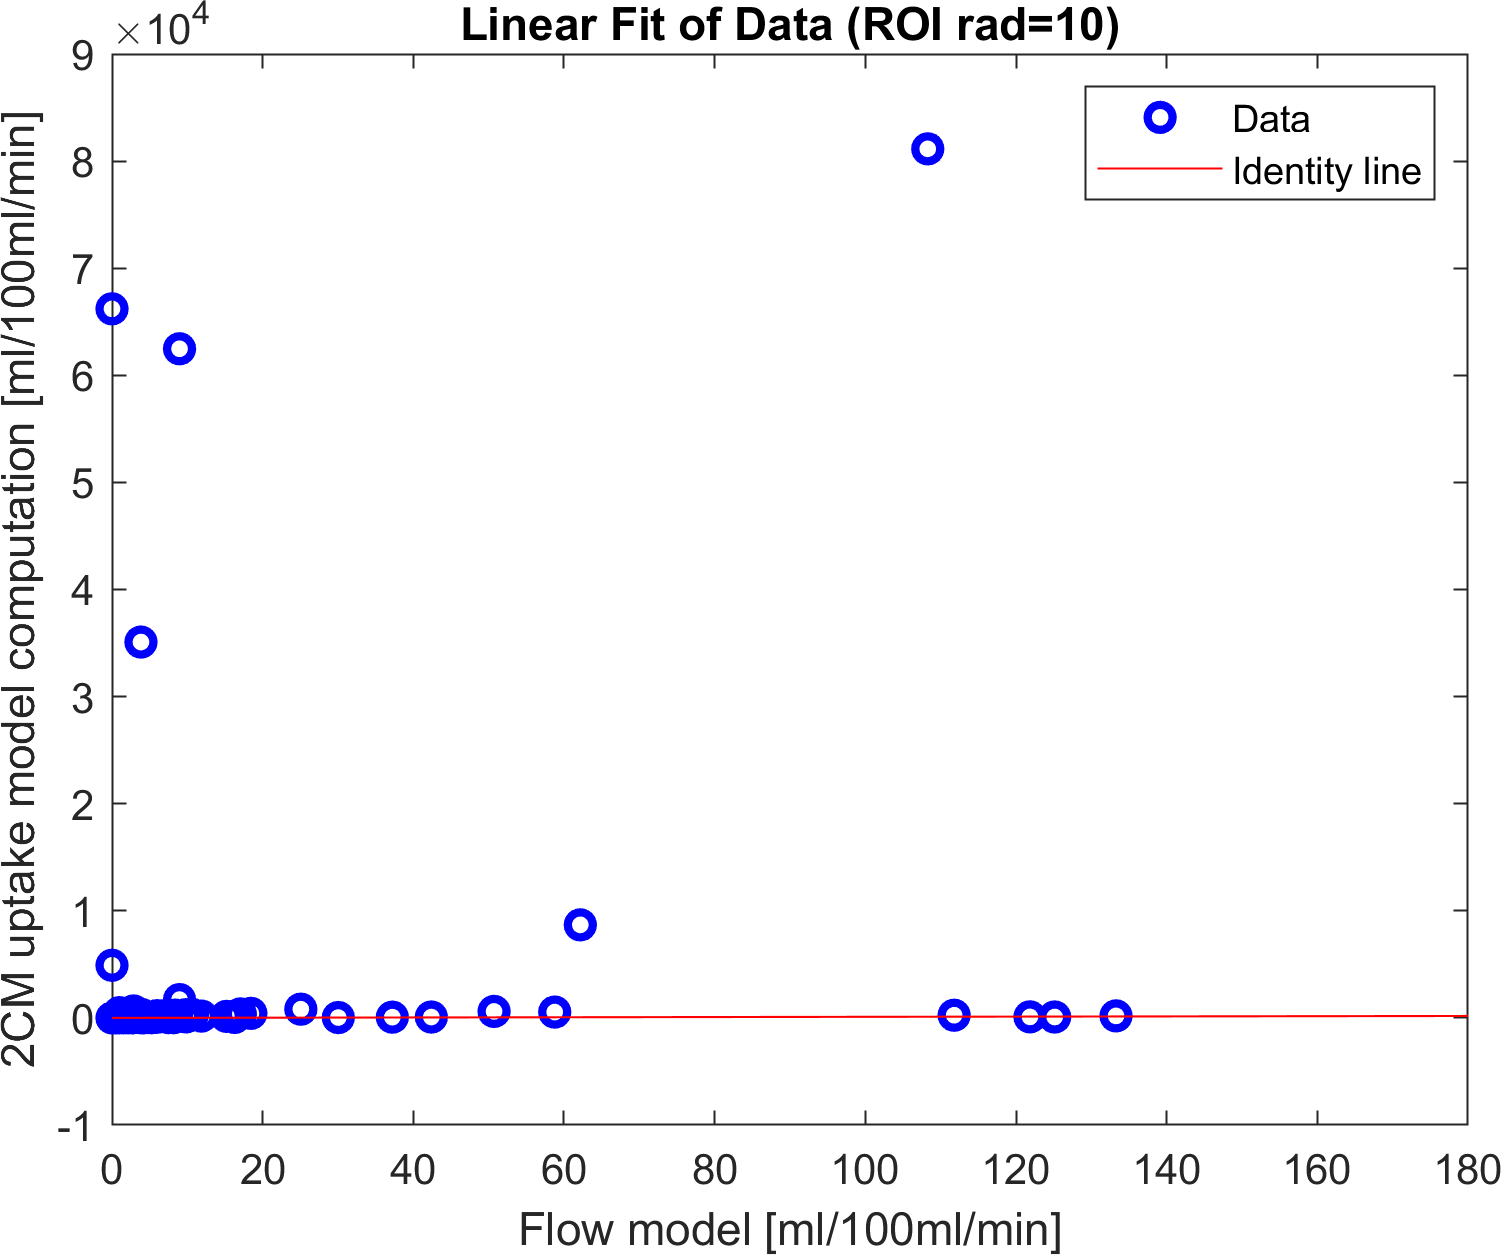 Linear Fit of Data (ROI rad=10)
×10⁴
9
8
7
6
5
4
3
2
1
0
-1
2CM uptake model computation [ml/100ml/min]
Data
Identity line
0 20 40 60 80 100 120 140 160 180
Flow model [ml/100ml/min]